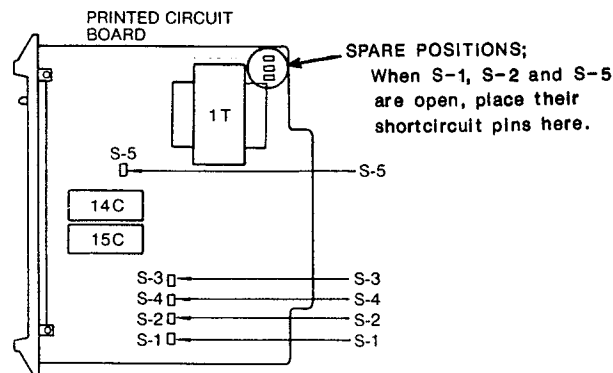 PRINTED CIRCUIT
BOARD
SPARE POSITIONS;
When S-1, S-2 and S-5
are open, place their
shortcircuit pins here.
1T
S-5
S-5
14C
15C
S-3
S-3
S-4
S-4
S-2
S-2
S-1
S-1